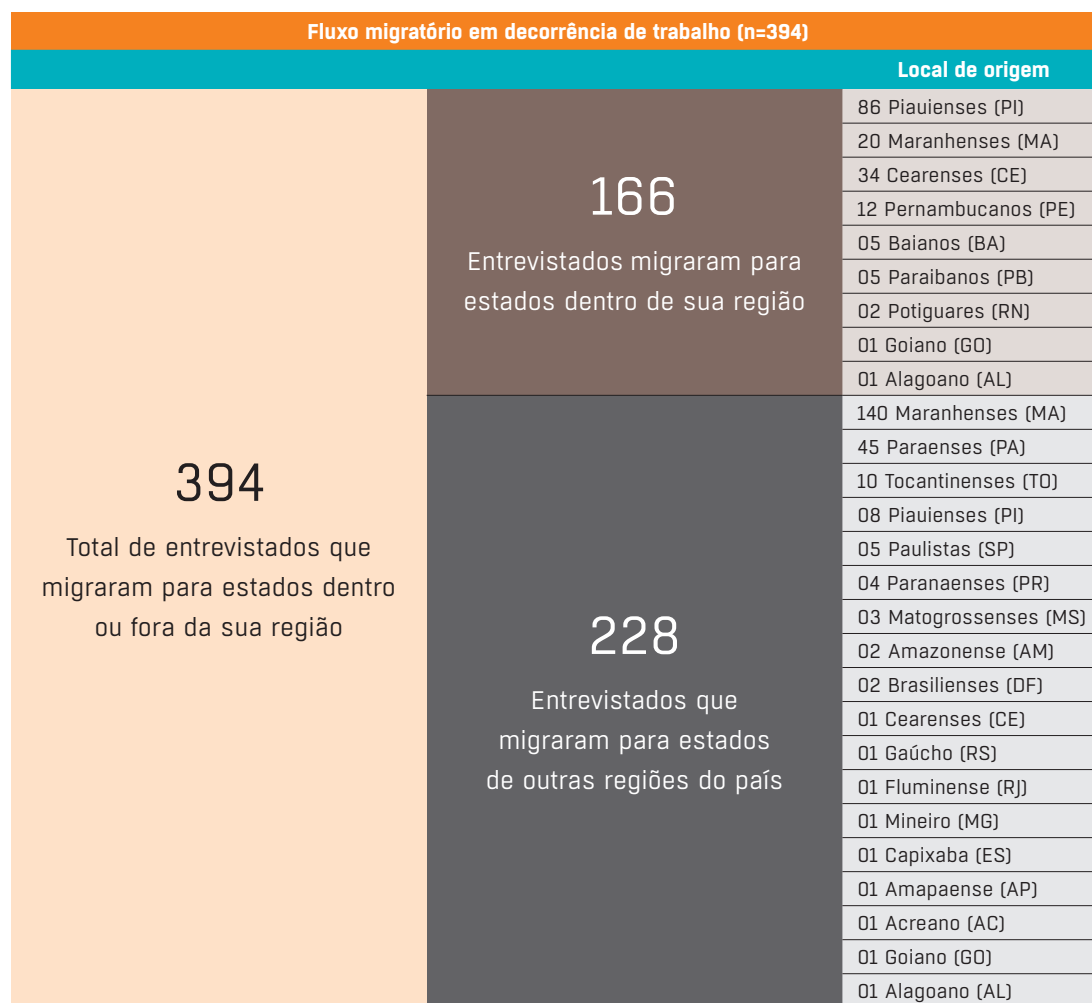 Fluxo migratório em decorrência de trabalho (n=394)
Local de origem
394
Total de entrevistados que
migraram para estados dentro
ou fora da sua região
166
Entrevistados migraram para
estados dentro de sua região
86 Piauienses (PI)
20 Maranhenses (MA)
34 Cearenses (CE)
12 Pernambucanos (PE)
05 Baianos (BA)
05 Paraibanos (PB)
02 Potiguares (RN)
01 Goiano (GO)
01 Alagoano (AL)
228
Entrevistados que
migraram para estados
de outras regiões do país
140 Maranhenses (MA)
45 Paraenses (PA)
10 Tocantinenses (TO)
08 Piauienses (PI)
05 Paulistas (SP)
04 Paranaenses (PR)
03 Matogrossenses (MS)
02 Amazonense (AM)
02 Brasilienses (DF)
01 Cearenses (CE)
01 Gaúcho (RS)
01 Fluminense (RJ)
01 Mineiro (MG)
01 Capixaba (ES)
01 Amapaense (AP)
01 Acreano (AC)
01 Goiano (GO)
01 Alagoano (AL)